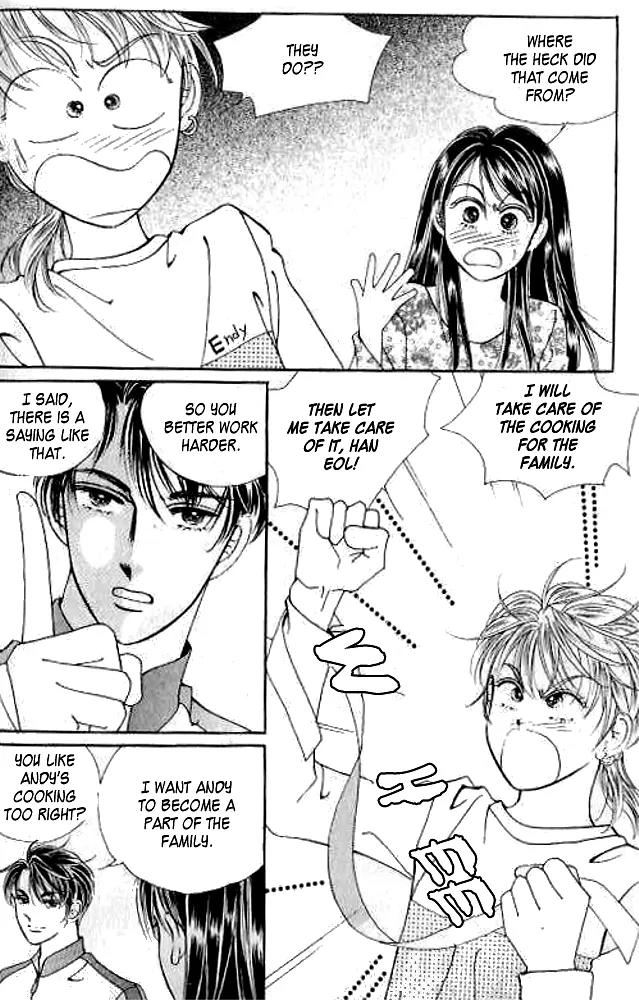 THEY
DO??
WHERE
THE HECK DID
THAT COME
FROM?
Endy
I SAID,
THERE IS A
SAYING LIKE
THAT.
SO YOU
BETTER WORK
HARDER.
THEN LET
ME TAKE CARE
OF IT, HAN
EOL!
I WILL
TAKE CARE OF
THE COOKING
FOR THE
FAMILY.
W
H
EE
EE
YOU LIKE
ANDY'S
COOKING
TOO RIGHT?
I WANT ANDY
TO BECOME A
PART OF THE
FAMILY.